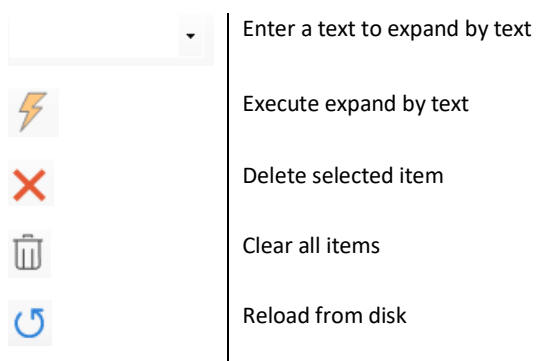 Enter a text to expand by text
Execute expand by text
Delete selected item
Clear all items
Reload from disk